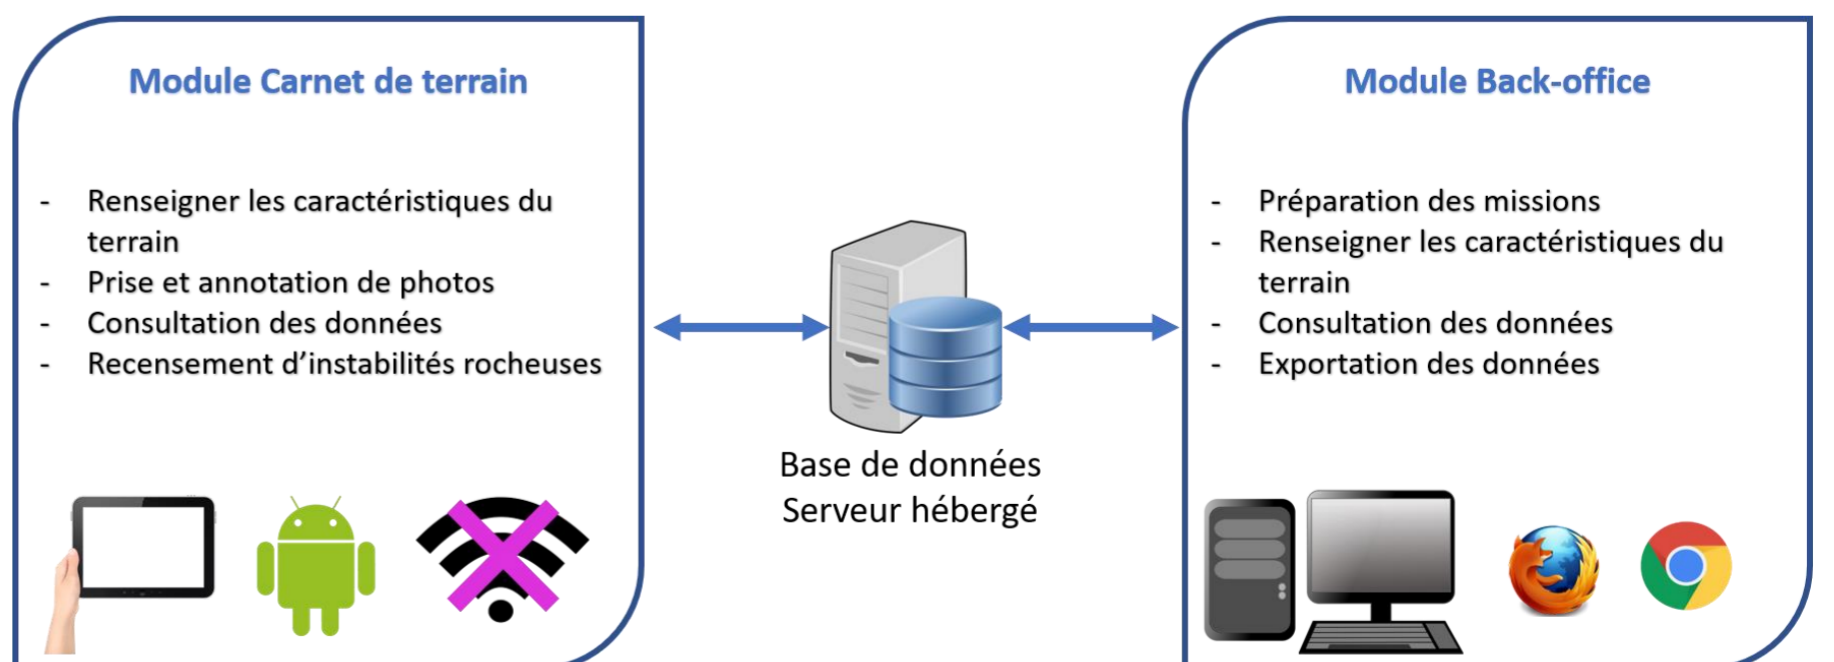 Module Carnet de terrain
- Renseigner les caractéristiques du
terrain
- Prise et annotation de photos
- Consultation des données
- Recensement d'instabilités rocheuses
Base de données
Serveur hébergé
Module Back-office
- Préparation des missions
- Renseigner les caractéristiques du
terrain
- Consultation des données
- Exportation des données